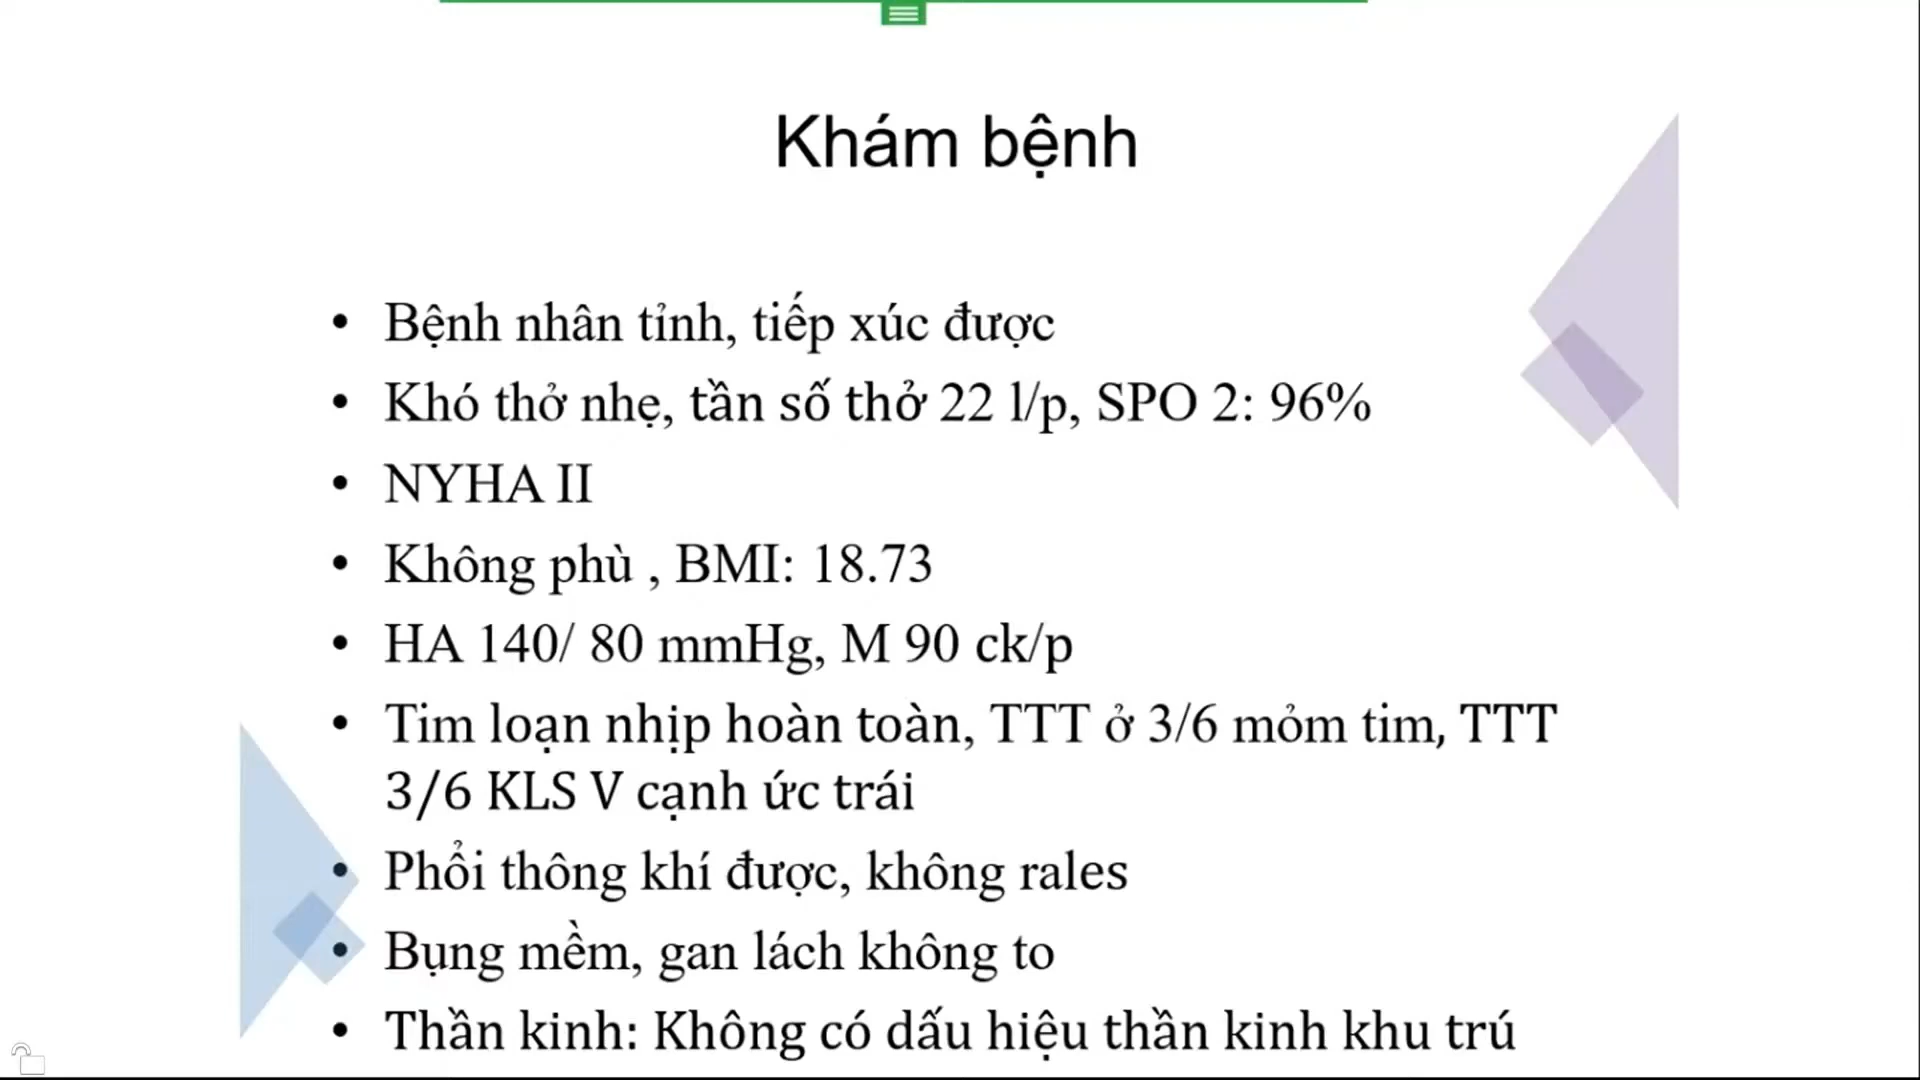 Khám bệnh
• Bệnh nhân tỉnh, tiếp xúc được
• Khó thở nhẹ, tần số thở 22 l/p, SPO 2: 96%
• NYHA II
• Không phù , BMI: 18.73
• HA 140/ 80 mmHg, M 90 ck/p
• Tim loạn nhịp hoàn toàn, TTT ở 3/6 mỏm tim, TTT
3/6 KLS V cạnh ức trái
• Phổi thông khí được, không rales
• Bụng mềm, gan lách không to
• Thần kinh: Không có dấu hiệu thần kinh khu trú